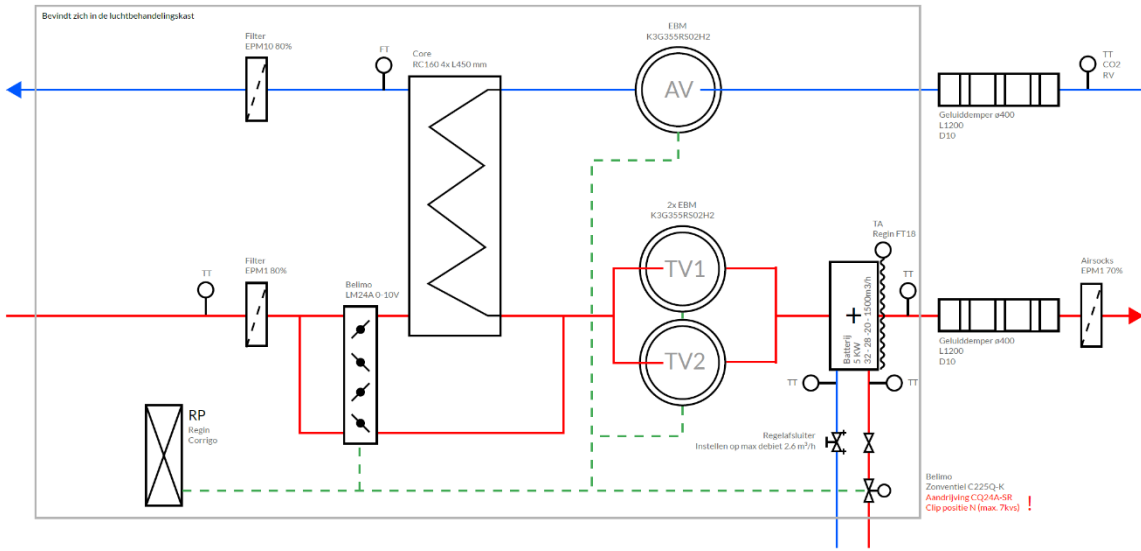 Bevindt zich in de luchtbehandelingskast
Filter
EPM10 80%
FT
Core
RC160 4x L450 mm
EBM
K3G355RS02H2
AV
TT
CO2
RV
Geluiddemper ø400
L1200
D10
2x EBM
K3G355RS02H2
TV1
TV2
TA
Regin FT18
TT
Filter
EPM1 80%
Belimo
LM24A 0-10V
Batterij
5 KW
32 - 28 -20 - 1500m3/h
TT
Airsocks
EPM1 70%
Geluiddemper ø400
L1200
D10
TT
TT
RP
Regin
Corrigo
Regelafsluiter
Instellen op max debiet 2.6 m³/h
Belimo
Zonventiel C225Q-K
Aandrijving CQ24A-SR
Clip positie N (max. 7kvs) !